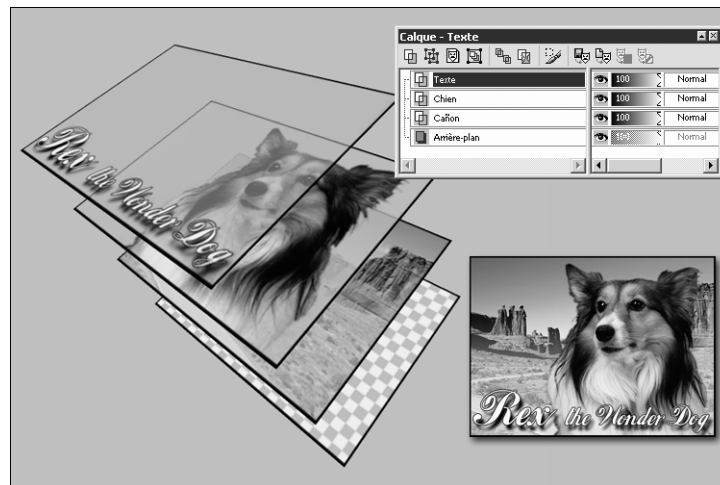 Calque - Texte
Texte 100 Normal
Chien 100 Normal
Cañon 100 Normal
Arrière-plan 100 Normal
Rex the Wonder Dog
Rex the Wonder Dog